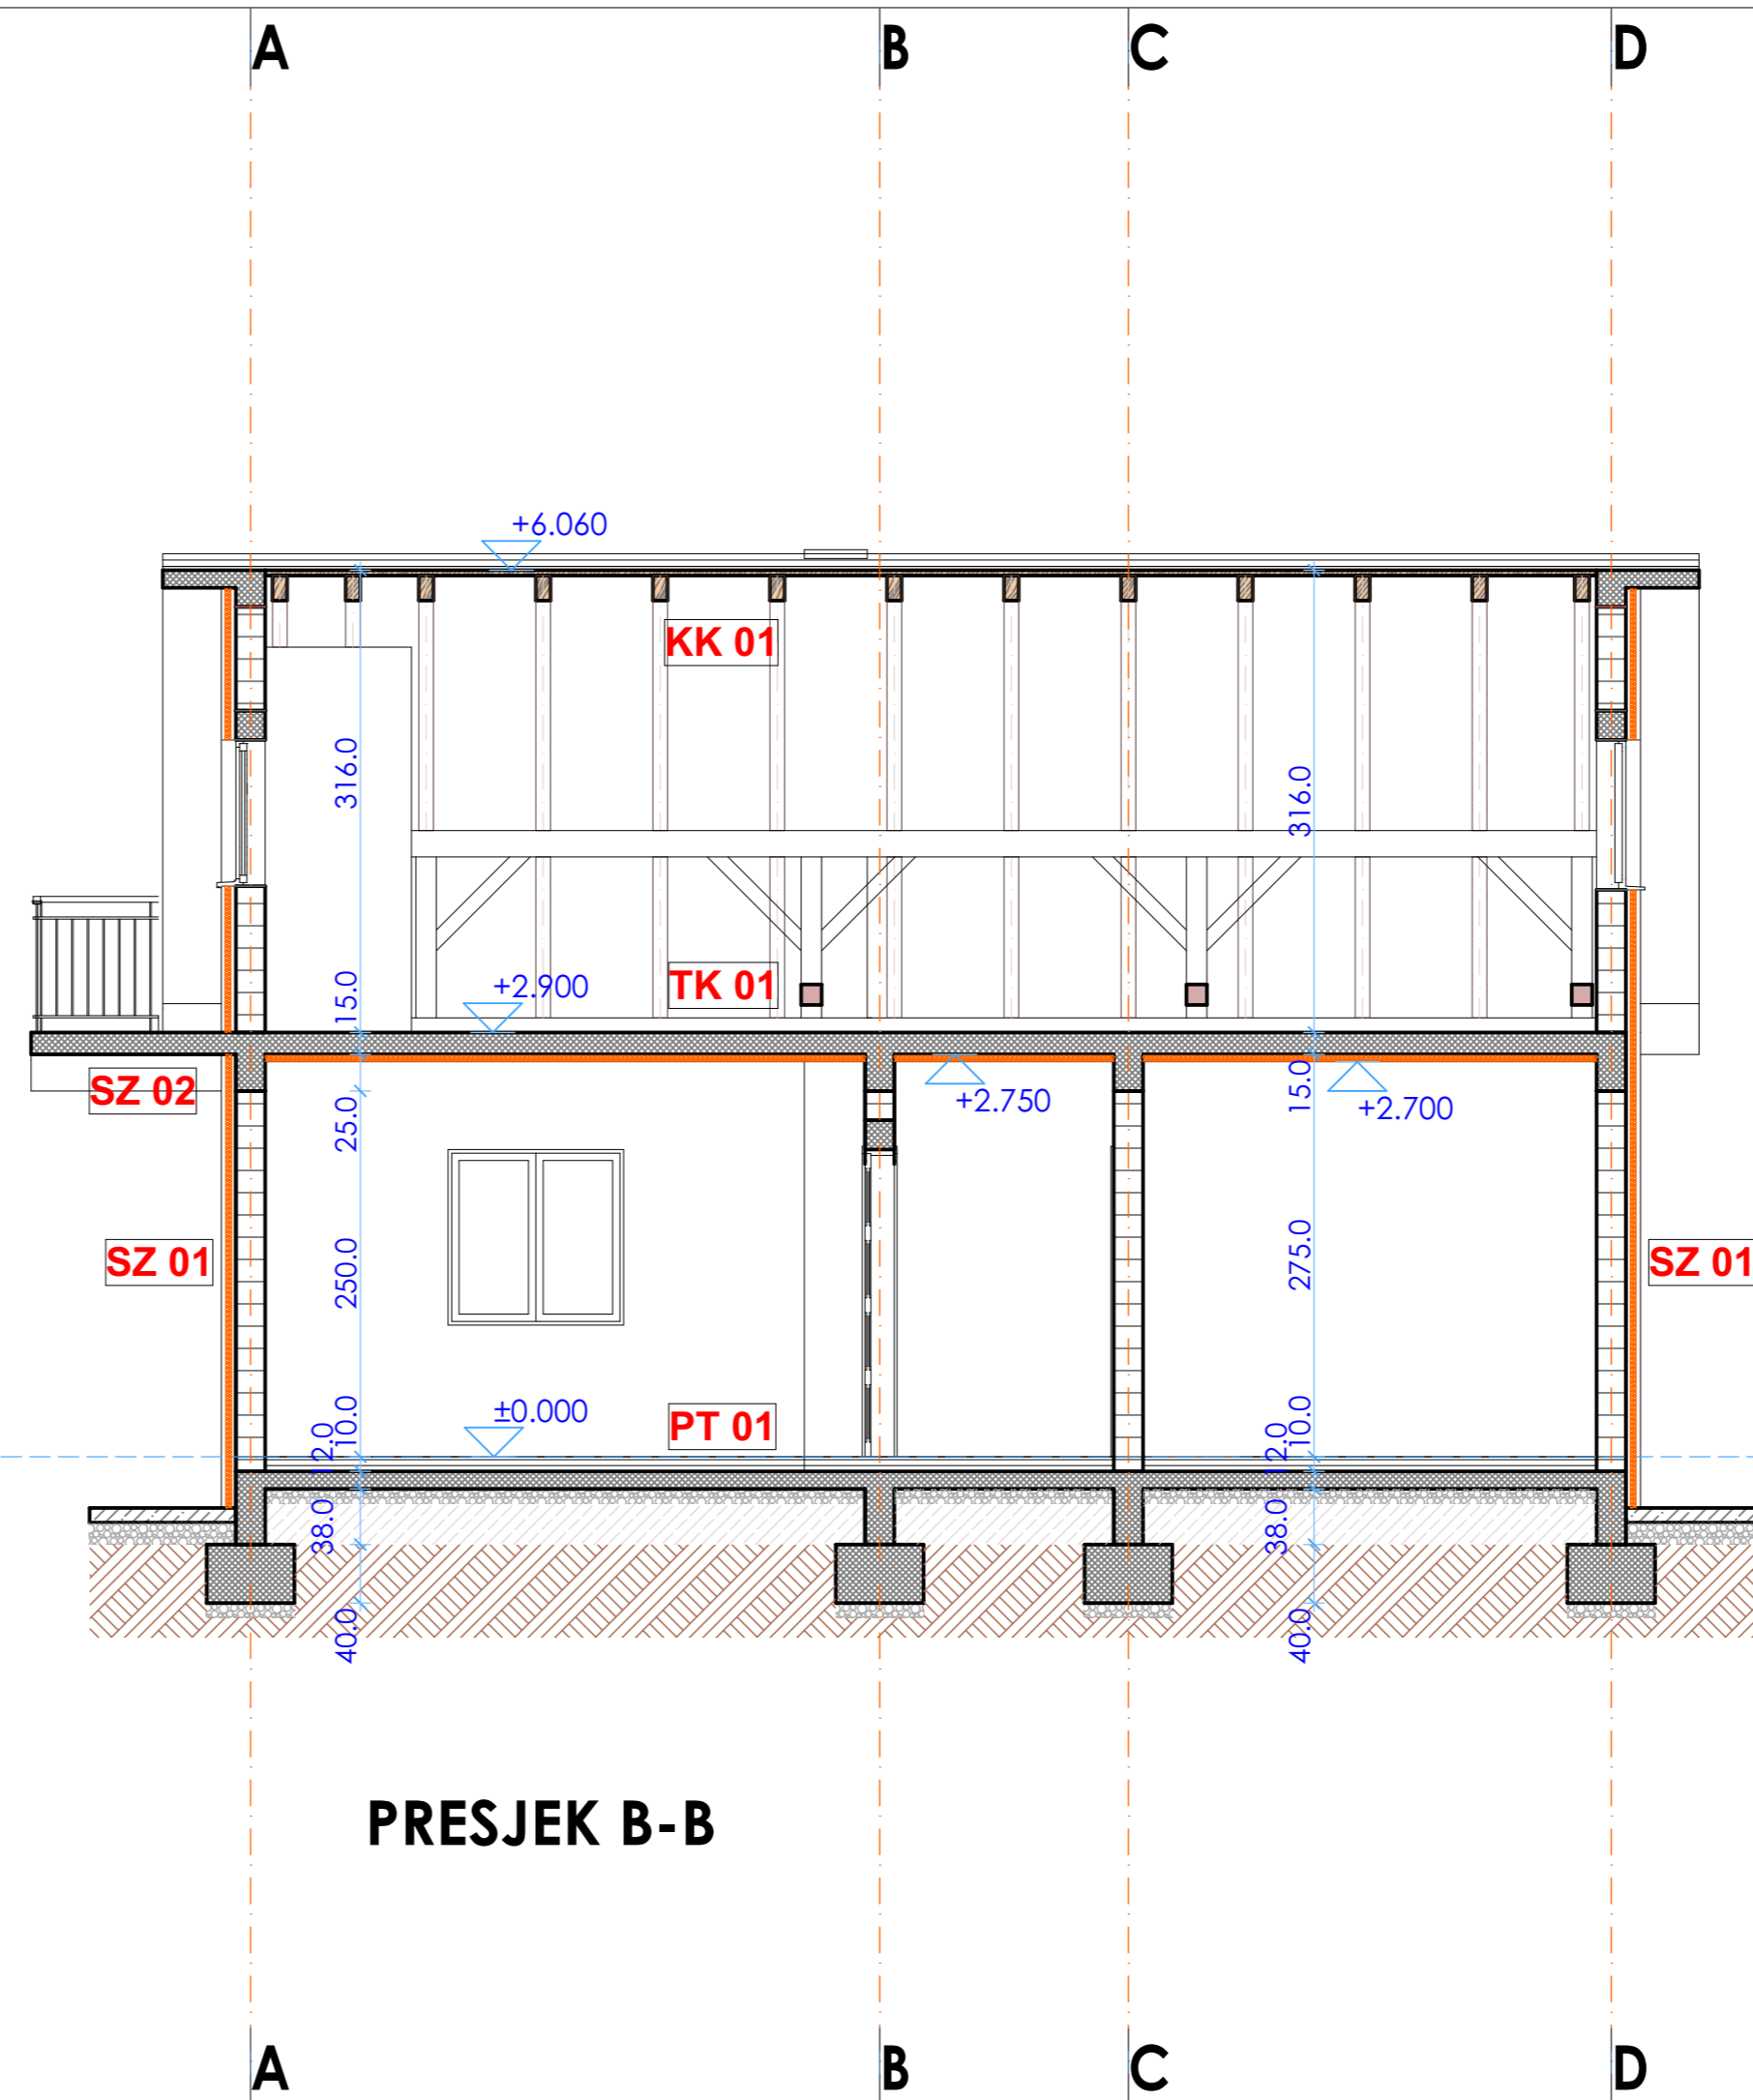 A B C D
+6.060
KK 01
316.0 316.0
+2.900 TK 01
15.0
SZ 02 +2.750 15.0 +2.700
25.0
SZ 01 250.0 275.0 SZ 01
±0.000 PT 01
12.0 10.0 12.0 10.0
38.0 38.0
40.0 40.0
PRESJEK B-B
A B C D